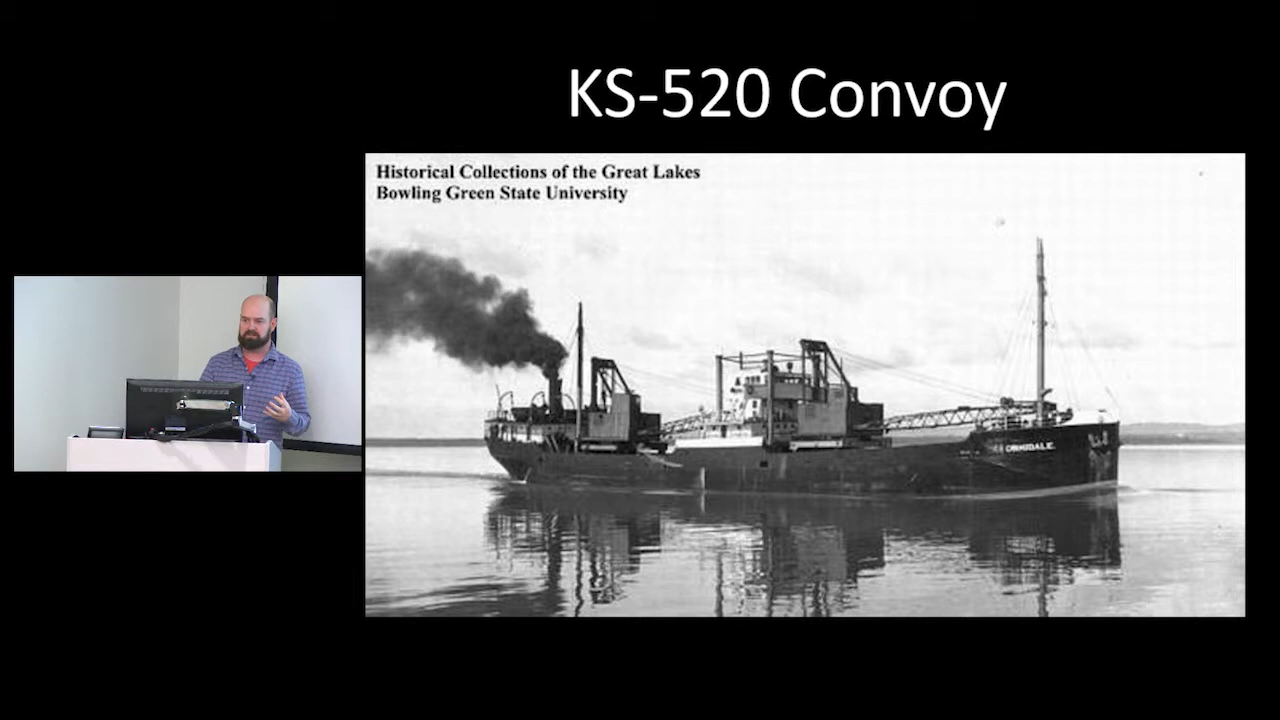 KS-520 Convoy
Historical Collections of the Great Lakes
Bowling Green State University